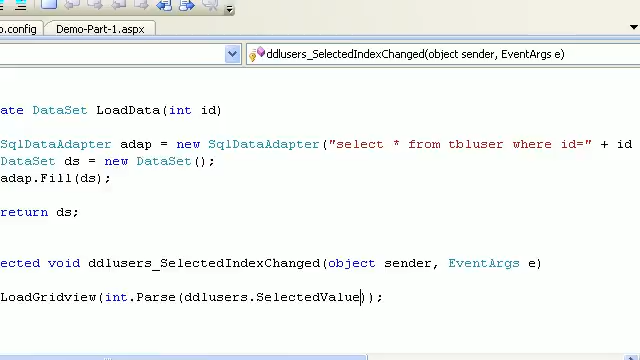 o.config Demo-Part-1.aspx
ddlusers_SelectedIndexChanged(object sender, EventArgs e)
ate DataSet LoadData(int id)
SqlDataAdapter adap = new SqlDataAdapter("select * from tbluser where id=" + id
DataSet ds = new DataSet();
adap.Fill(ds);
return ds;
ected void ddlusers_SelectedIndexChanged(object sender, EventArgs e)
LoadGridview(int.Parse(ddlusers.SelectedValue));